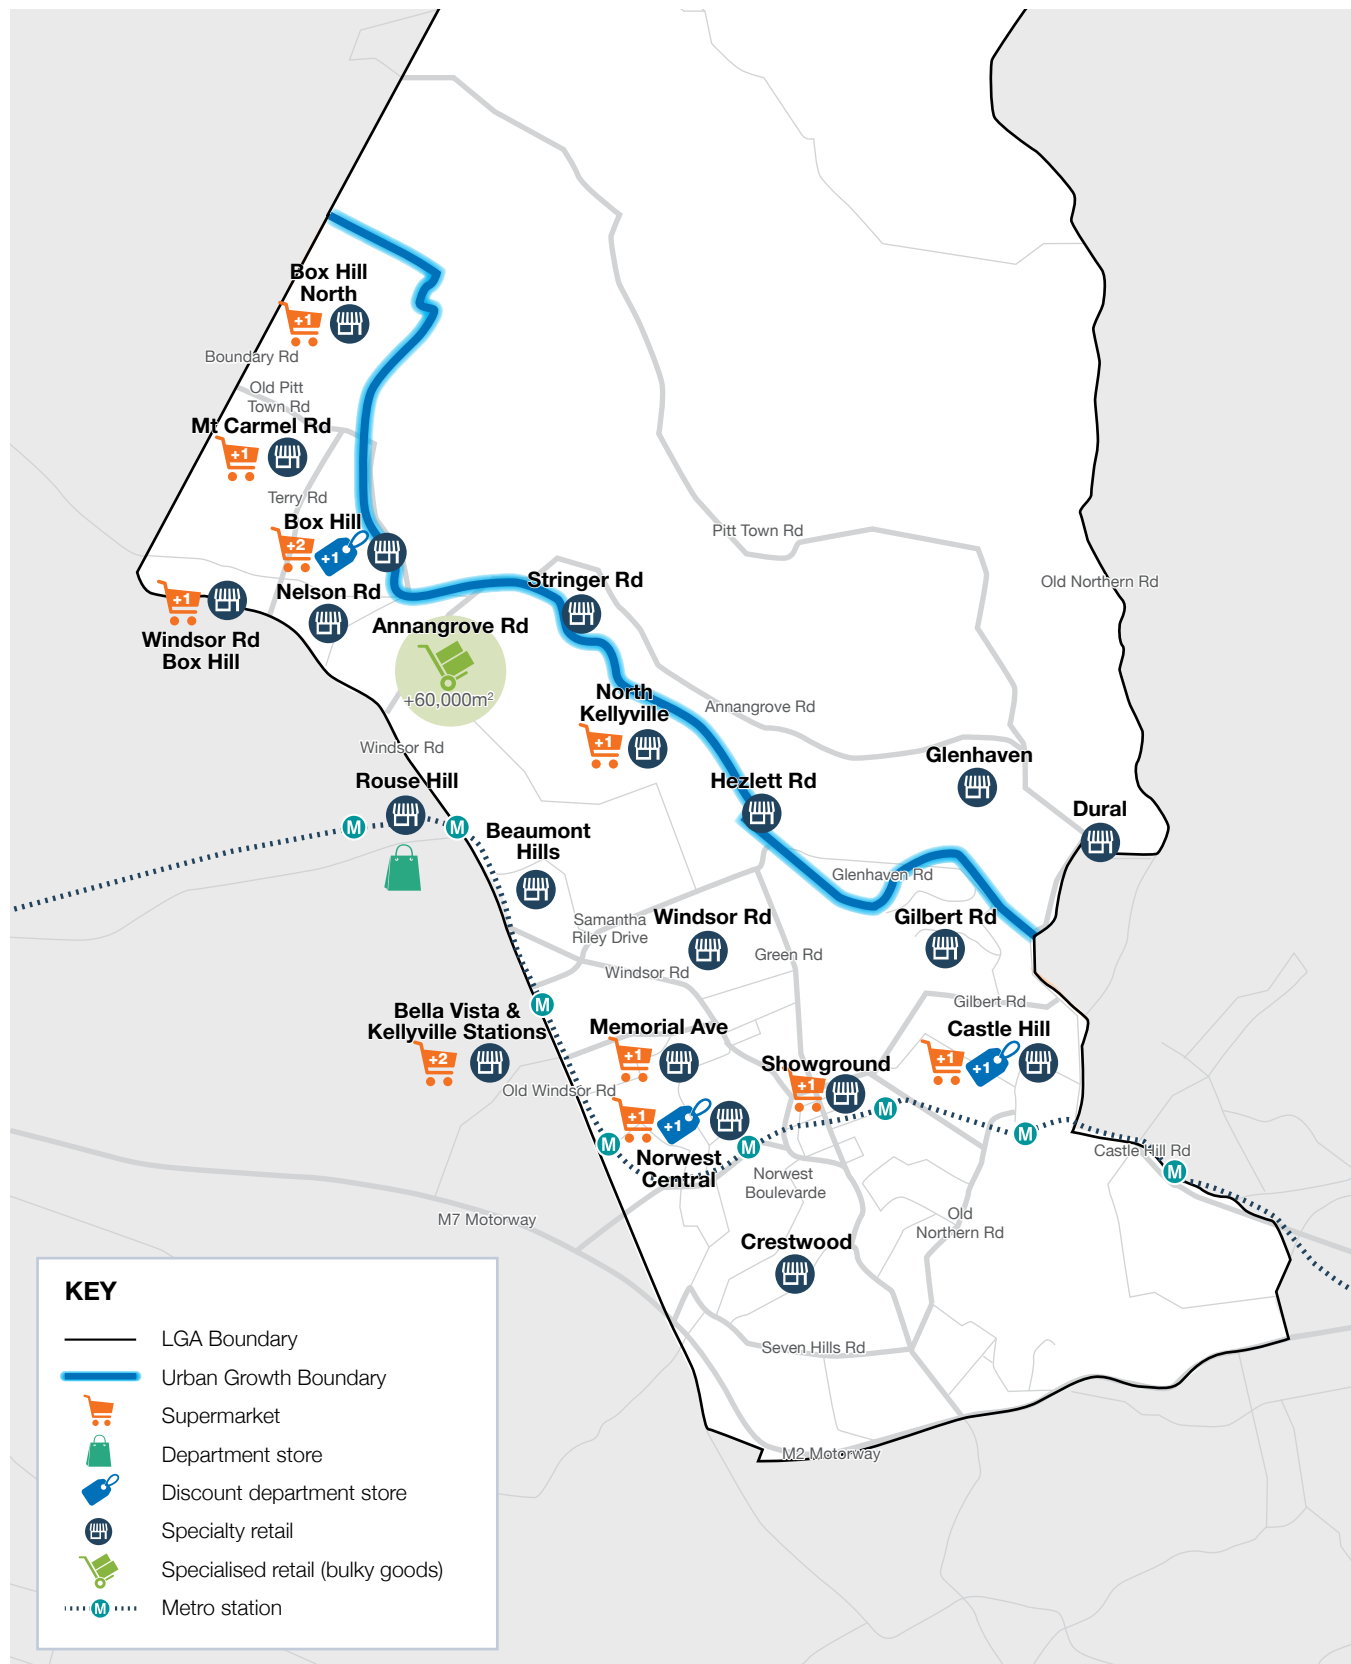 Box Hill
North
+1
Boundary Rd
Old Pitt
Town Rd
Mt Carmel Rd
+1
Terry Rd
Box Hill
+2
+1
Pitt Town Rd
Old Northern Rd
Stringer Rd
Nelson Rd
+1
Windsor Rd
Box Hill
Annangrove Rd
+60,000m²
North
Kellyville
+1
Annangrove Rd
Windsor Rd
Glenhaven
Rouse Hill
Hezlett Rd
Dural
M
M
Beaumont
Hills
Glenhaven Rd
Samantha
Riley Drive
Windsor Rd
Gilbert Rd
Green Rd
Windsor Rd
M
Gilbert Rd
Bella Vista &
Kellyville Stations
+2
Memorial Ave
+1
Castle Hill
+1
+1
Showground
+1
Old Windsor Rd
+1
+1
M
M
M
M
Castle Hill Rd
M
Norwest
Central
Norwest
Boulevarde
M7 Motorway
Old
Northern Rd
Crestwood
Seven Hills Rd
M2 Motorway
KEY
LGA Boundary
Urban Growth Boundary
Supermarket
Department store
Discount department store
Specialty retail
Specialised retail (bulky goods)
M
Metro station